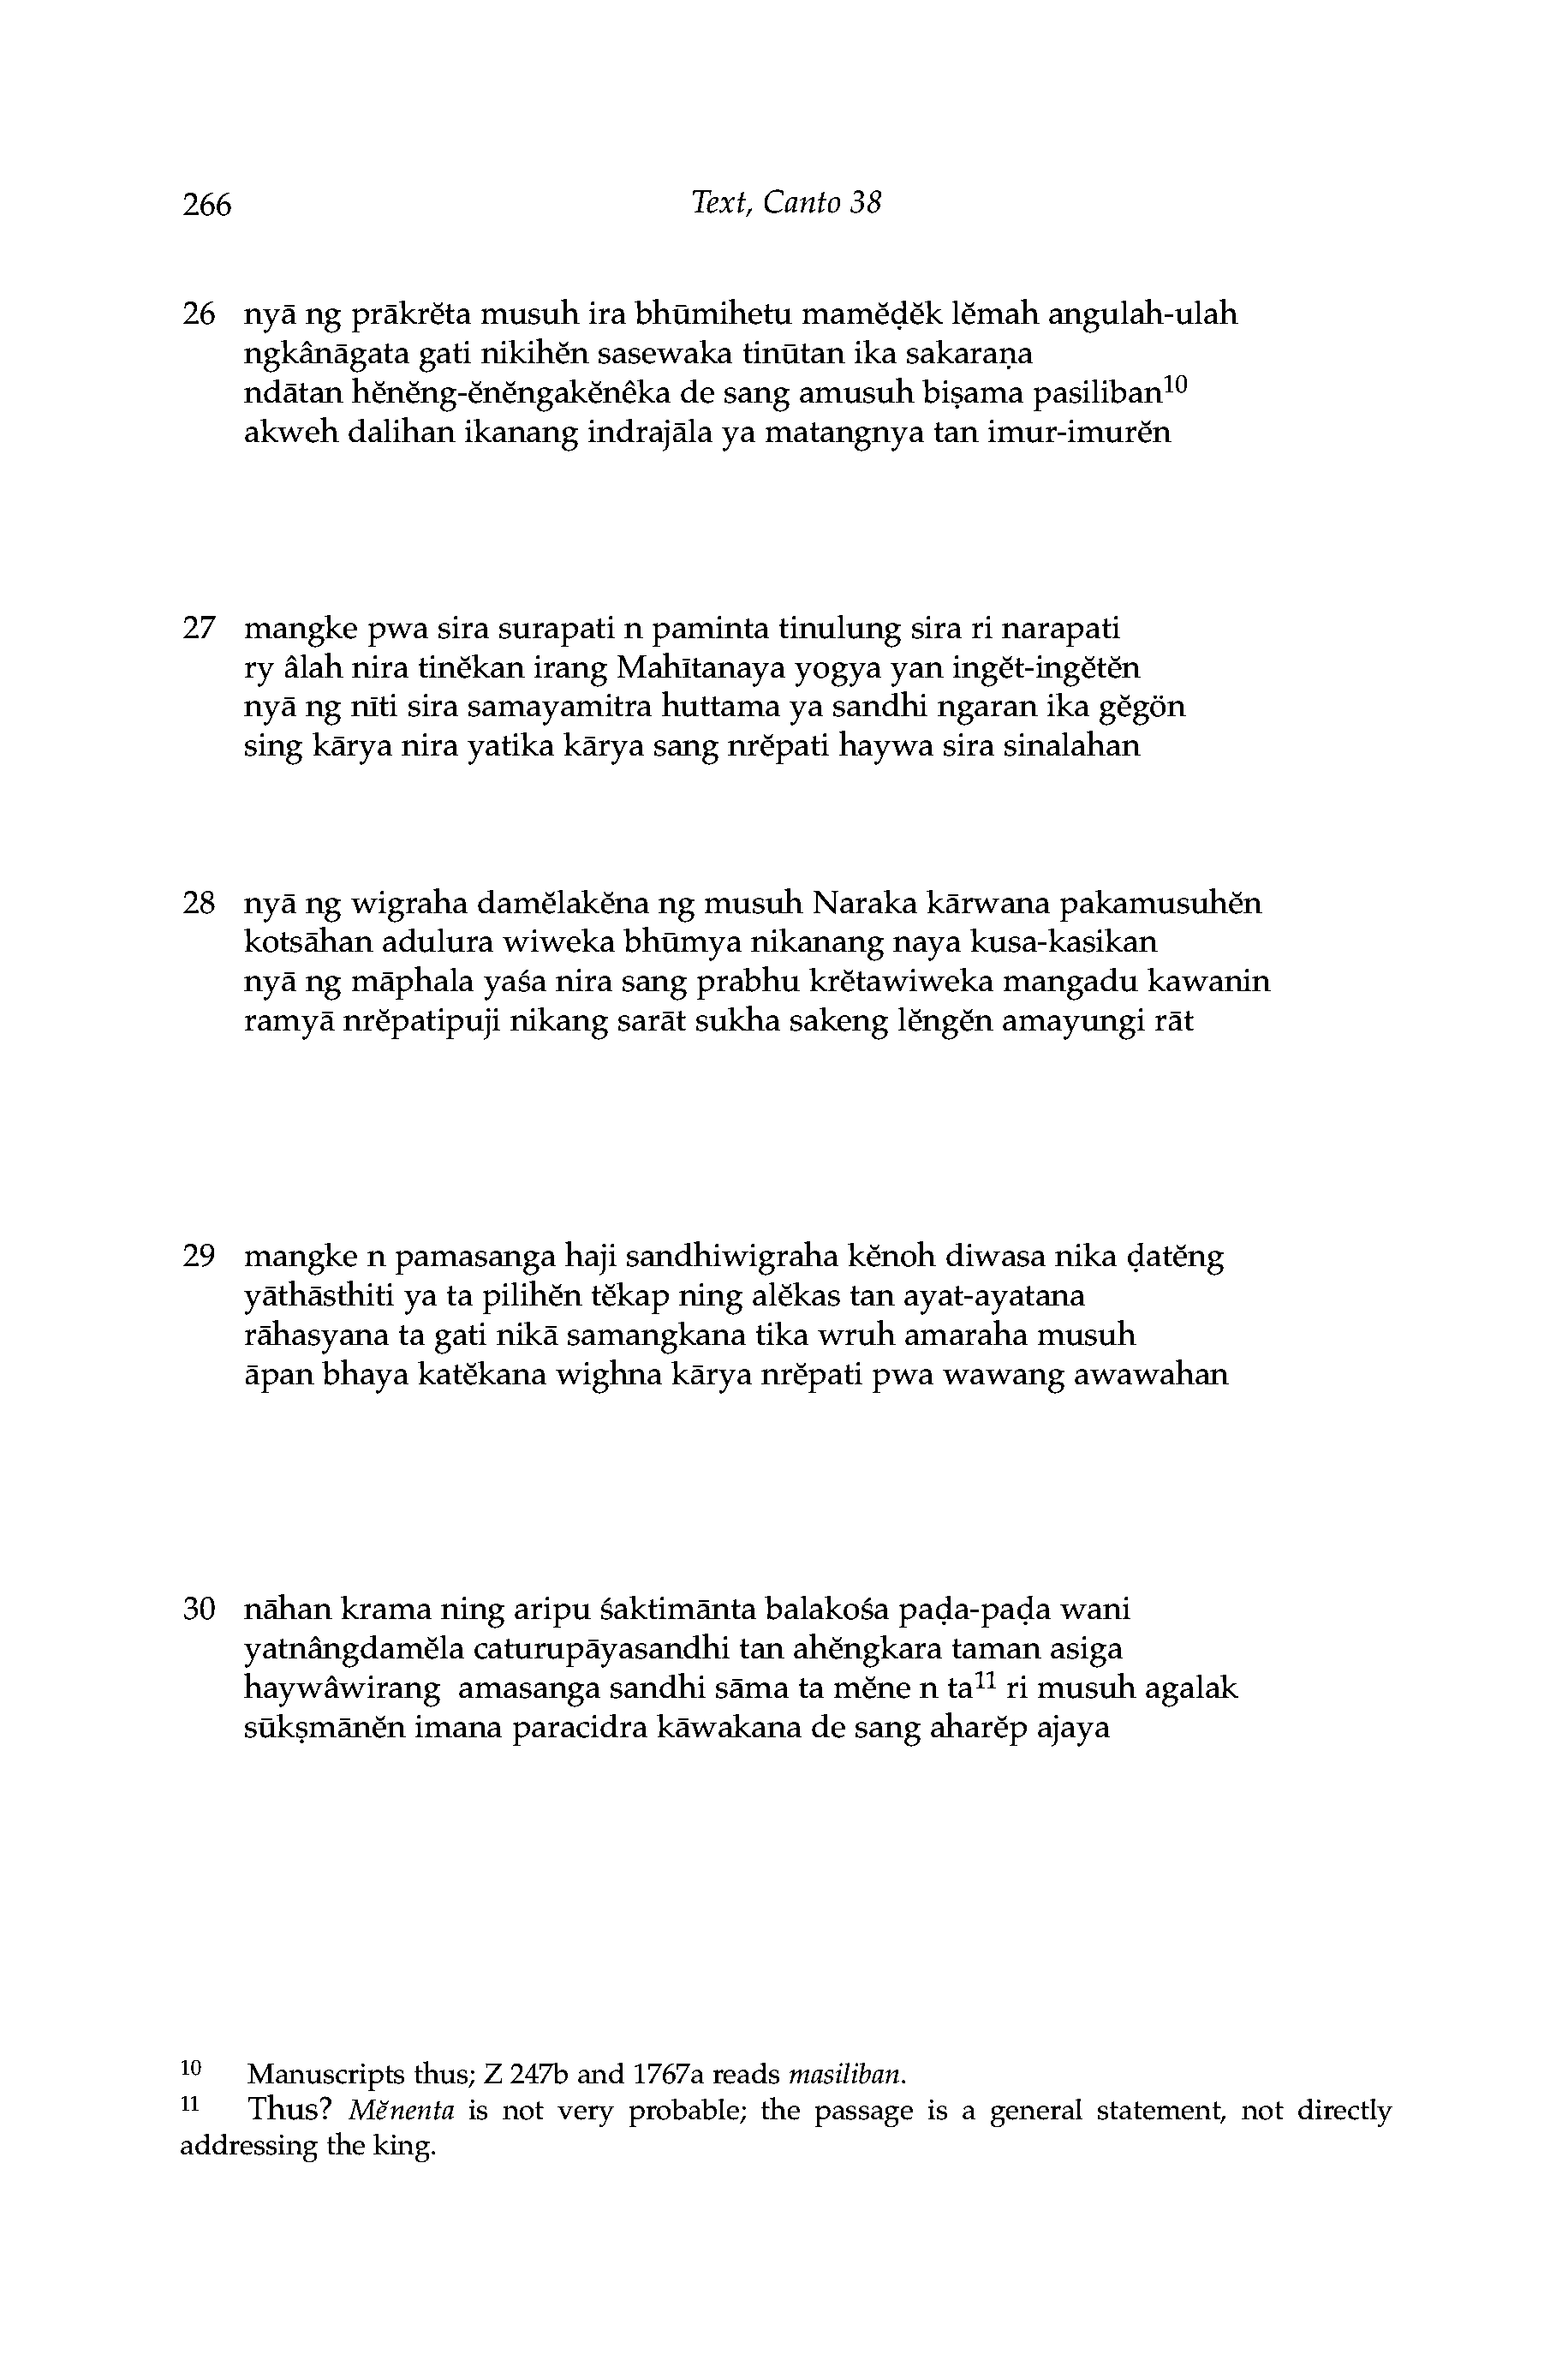 266 Text, Canto 38
26 nyā ng prākrĕta musuh ira bhūmihetu mamĕḍĕk lĕmah angulah-ulah
ngkânāgata gati nikihĕn sasewaka tinūtan ika sakaraṇa
ndātan hĕnĕng-ĕnĕngakĕnêka de sang amusuh biṣama pasiliban¹⁰
akweh dalihan ikanang indrajāla ya matangnya tan imur-imurĕn
27 mangke pwa sira surapati n paminta tinulung sira ri narapati
ry âlah nira tinĕkan irang Mahītanaya yogya yan ingĕt-ingĕtĕn
nyā ng nīti sira samayamitra huttama ya sandhi ngaran ika gĕgön
sing kārya nira yatika kārya sang nrĕpati haywa sira sinalahan
28 nyā ng wigraha damĕlakĕna ng musuh Naraka kārwana pakamusuhĕn
kotsāhan adulura wiweka bhūmya nikanang naya kusa-kasikan
nyā ng māphala yaśa nira sang prabhu krĕtawiweka mangadu kawanin
ramyā nrĕpatipuji nikang sarāt sukha sakeng lĕngĕn amayungi rāt
29 mangke n pamasanga haji sandhiwigraha kĕnoh diwasa nika ḍatĕng
yāthāsthiti ya ta pilihĕn tĕkap ning alĕkas tan ayat-ayatana
rāhasyana ta gati nikā samangkana tika wruh amaraha musuh
āpan bhaya katĕkana wighna kārya nrĕpati pwa wawang awawahan
30 nāhan krama ning aripu śaktimānta balakośa paḍa-paḍa wani
yatnângdamĕla caturupāyasandhi tan ahĕngkara taman asiga
haywâwirang amasanga sandhi sāma ta mĕne n ta¹¹ ri musuh agalak
sūkṣmānĕn imana paracidra kāwakana de sang aharĕp ajaya
¹⁰ Manuscripts thus; Z 247b and 1767a reads masiliban.
¹¹ Thus? Mĕnenta is not very probable; the passage is a general statement, not directly
addressing the king.